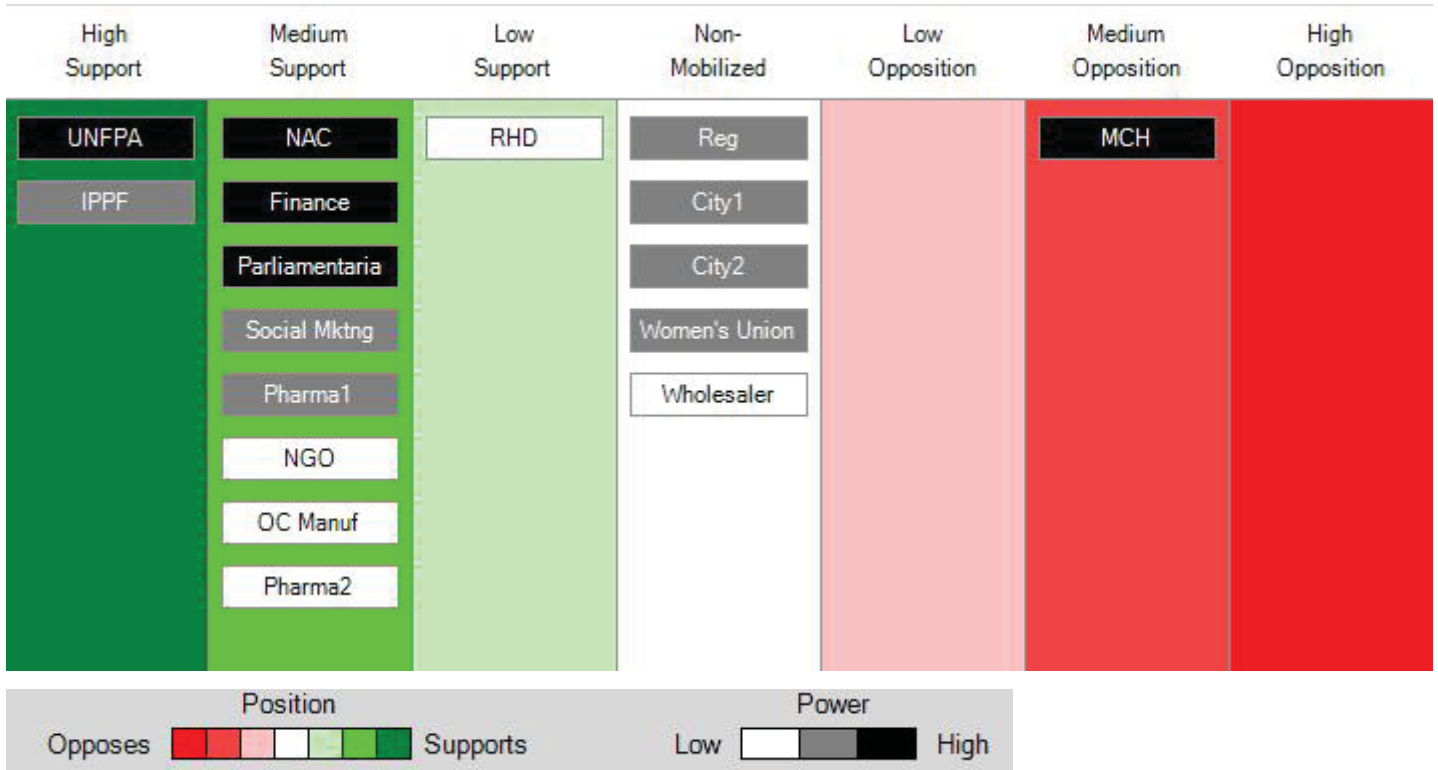 High Support
Medium Support
Low Support
Non-Mobilized
Low Opposition
Medium Opposition
High Opposition
UNFPA
NAC
RHD
Reg
MCH
IPPF
Finance
City1
Parliamentaria
City2
Social Mktng
Women's Union
Pharma1
Wholesaler
NGO
OC Manuf
Pharma2
Position
Power
Opposes
Supports
Low
High